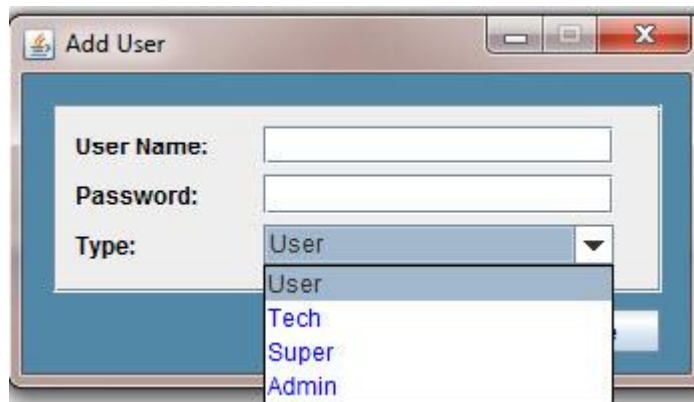 Add User
User Name:
Password:
Type: User
User
Tech
Super
Admin